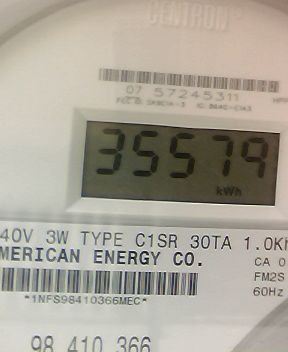 CENTRON
07 57245311
35579
kWh
40V 3W TYPE C1SR 30TA 1.0Kh
MERICAN ENERGY CO.
CA 0
FM2S
60Hz
*1NFS98410366MEC*
98 410 366